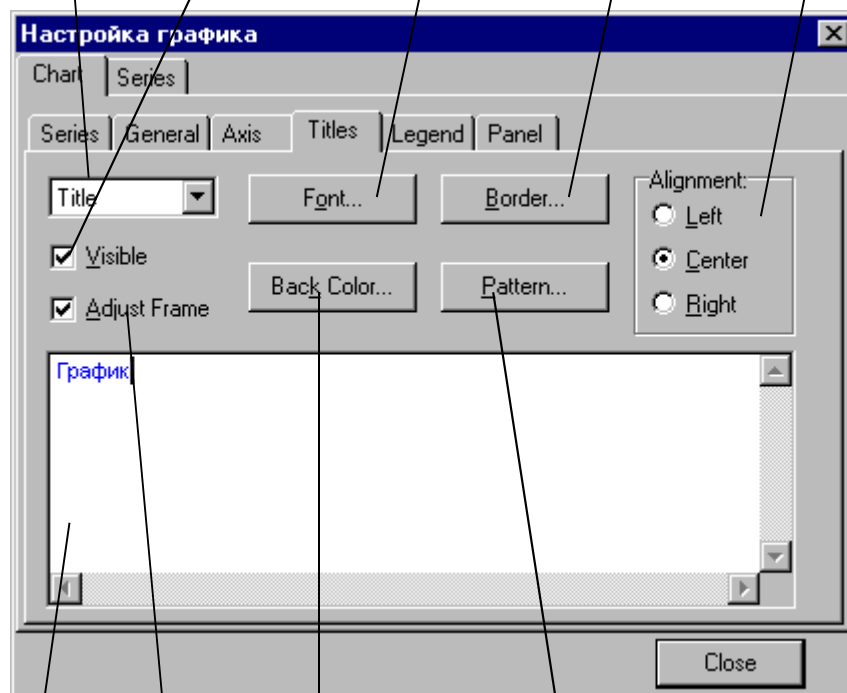 Настройка графика
Chart Series
Series General Axis Titles Legend Panel
Title Font... Border... Alignment:
Left
Visible Center
Back Color... Pattern...
Adjust Frame Right
График
Close